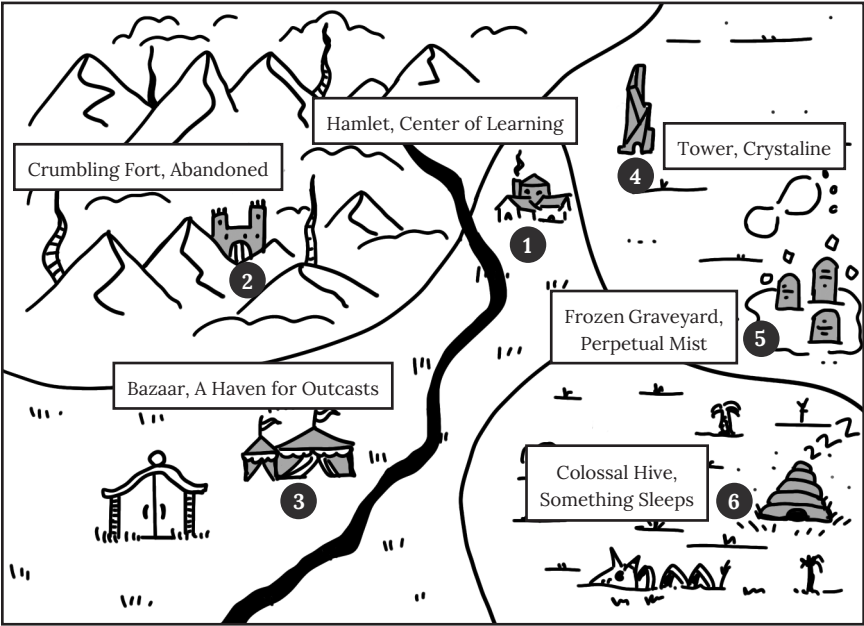 Hamlet, Center of Learning
Crumbling Fort, Abandoned
Tower, Crystaline
4
1
2
Frozen Graveyard,
Perpetual Mist
5
Bazaar, A Haven for Outcasts
3
Colossal Hive,
Something Sleeps
6
ZZZZ